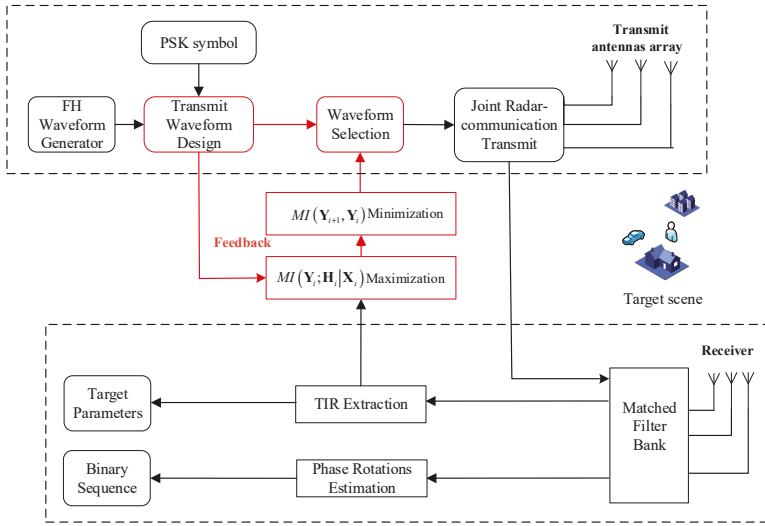 PSK symbol
Transmit
antennas array
FH
Waveform
Generator
Transmit
Waveform
Design
Waveform
Selection
Joint Radar-
communication
Transmit
MI(Y_{i+1}, Y_i) Minimization
Feedback
MI(Y_i; H_i | X_i) Maximization
Target scene
Receiver
Target
Parameters
TIR Extraction
Matched
Filter
Bank
Binary
Sequence
Phase Rotations
Estimation